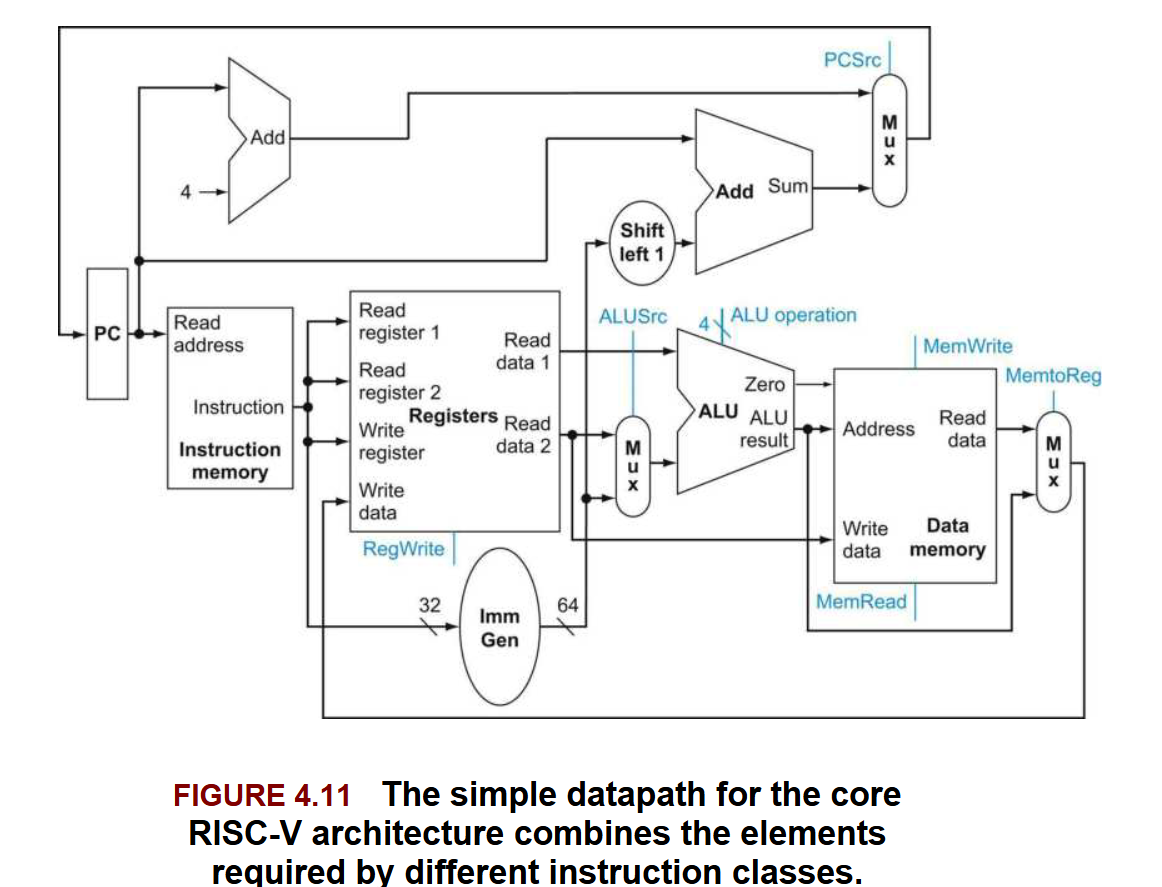 PCSrc
M
u
x
Add
4
Add Sum
Shift
left 1
PC
Read
address
Instruction
Instruction
memory
Read
register 1
Read
register 2
Write
register
Write
data
Registers
Read
data 1
Read
data 2
RegWrite
ALUSrc
M
u
x
4
ALU operation
Zero
ALU
ALU
result
MemWrite
MemtoReg
Address
Read
data
Write
data
Data
memory
MemRead
M
u
x
32
Imm
Gen
64
FIGURE 4.11 The simple datapath for the core
RISC-V architecture combines the elements
required by different instruction classes.